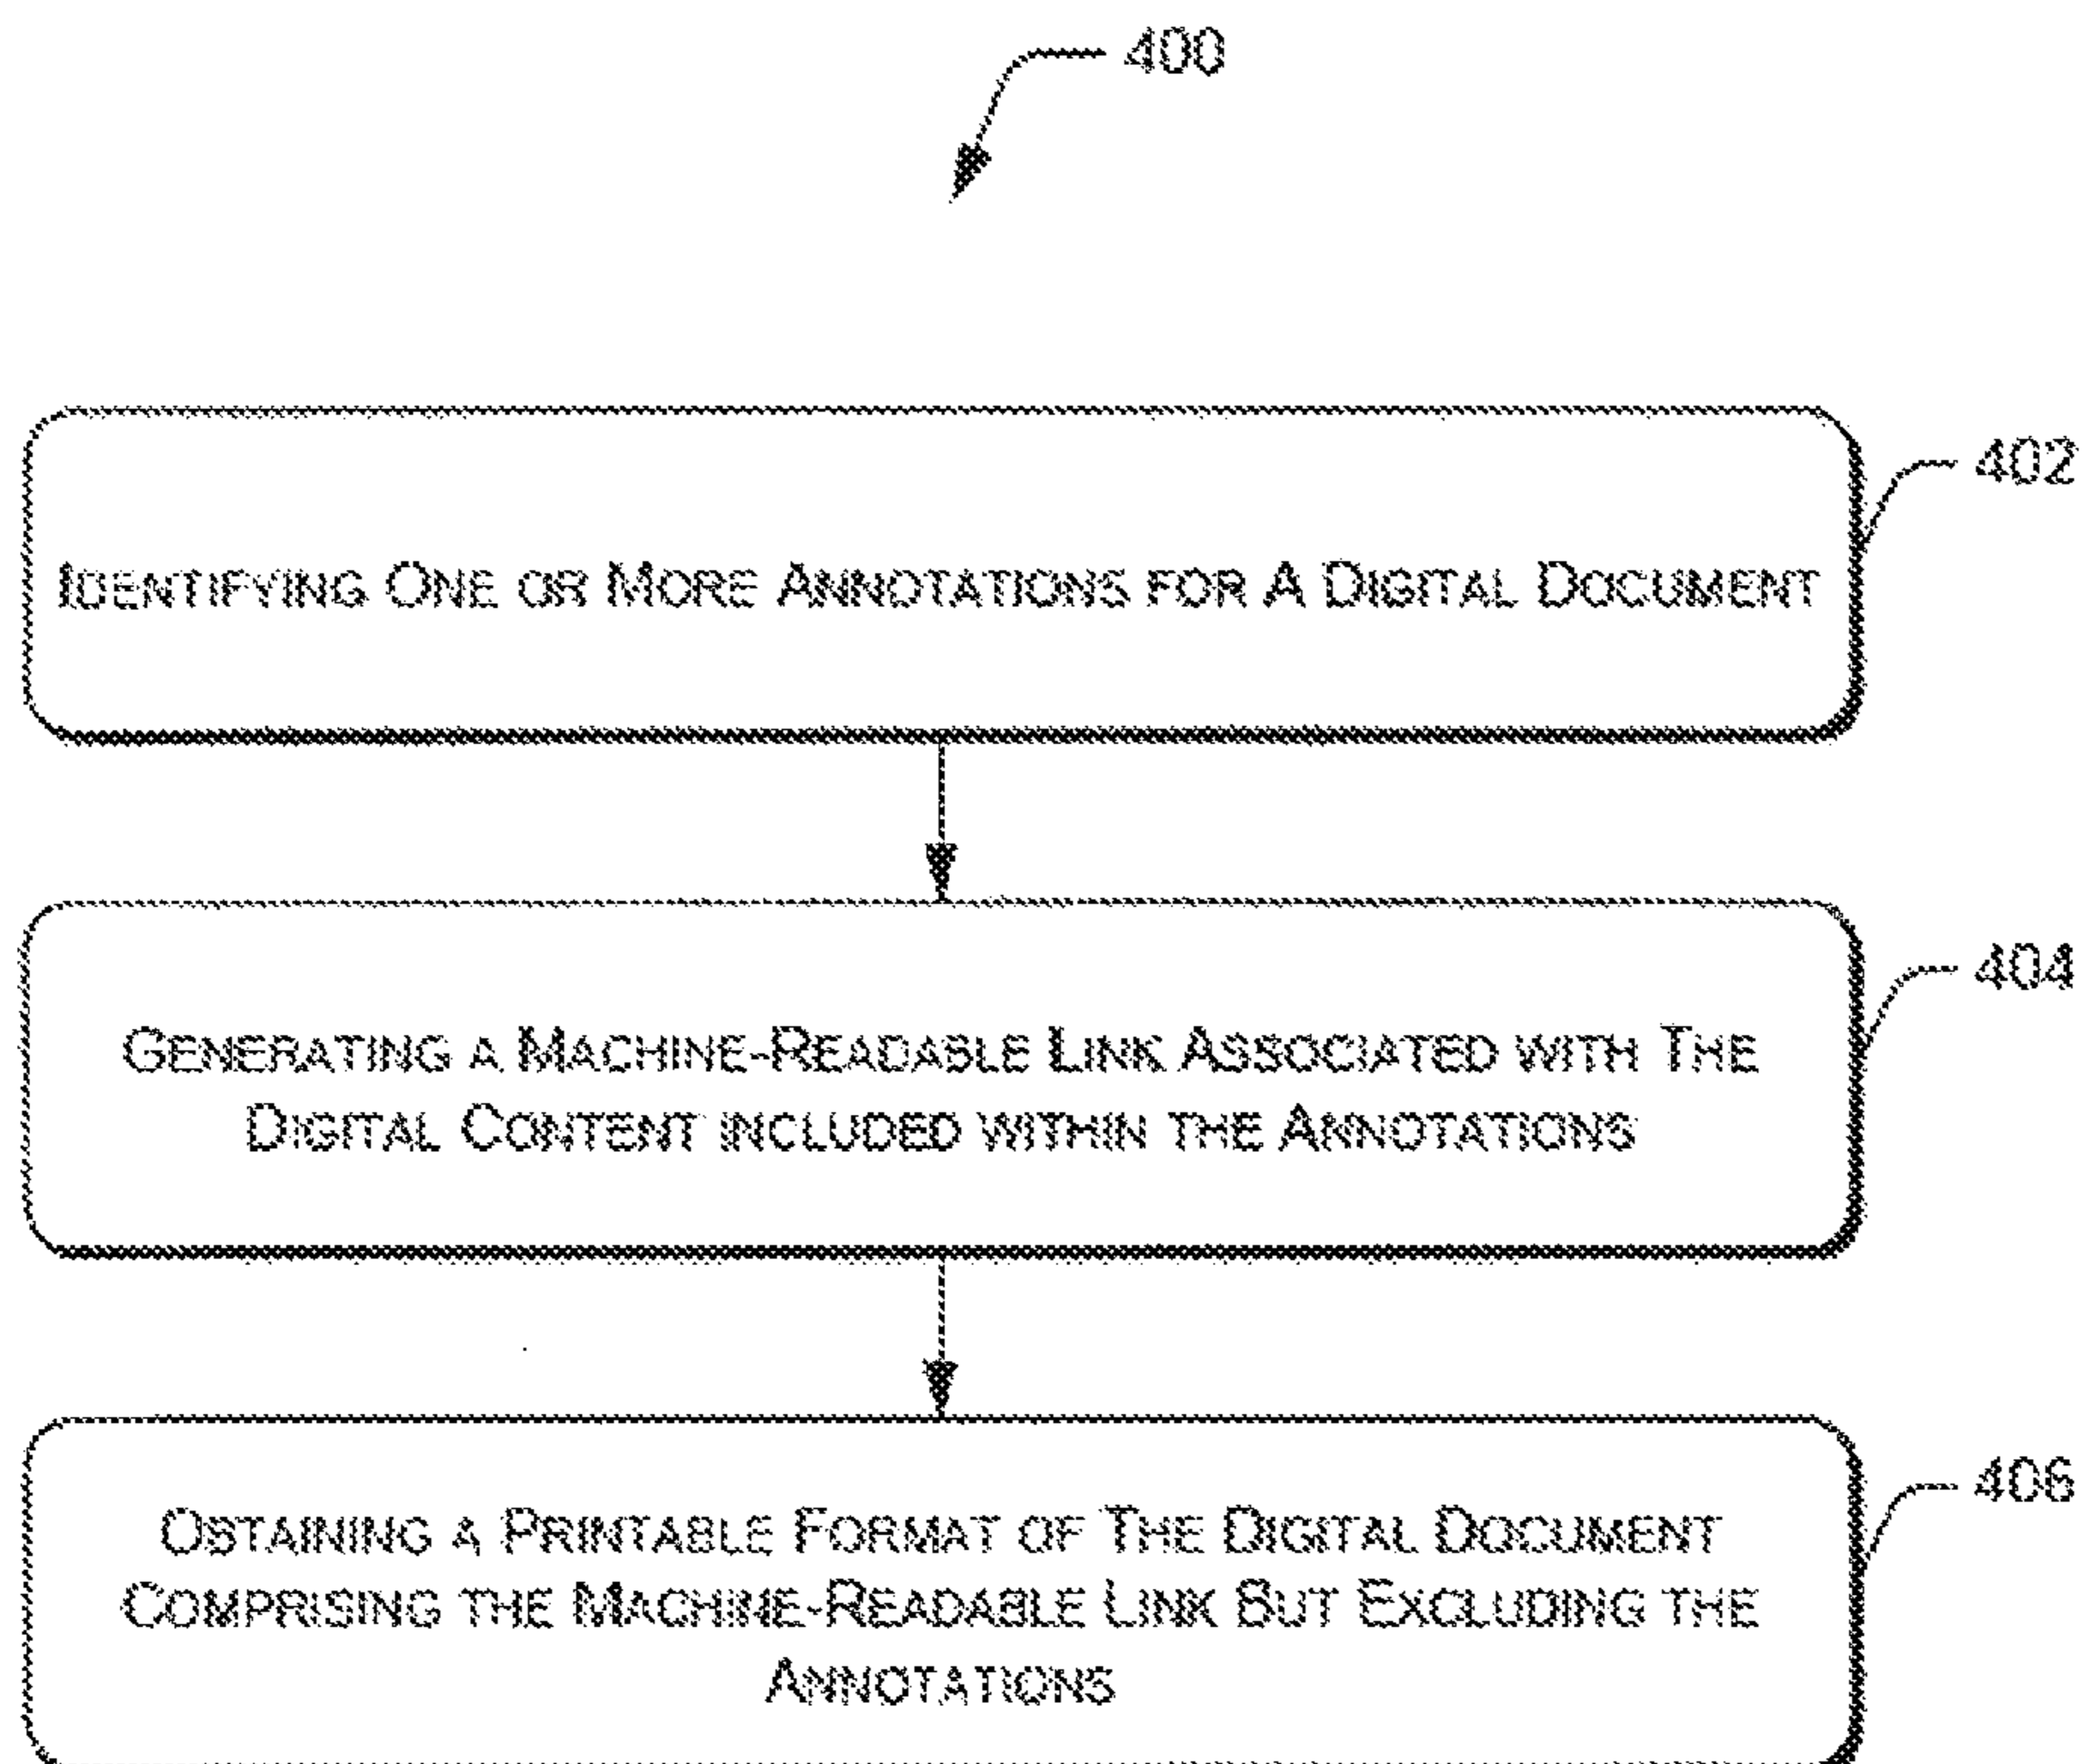 400
402
IDENTIFYING ONE OR MORE ANNOTATIONS FOR A DIGITAL DOCUMENT
404
GENERATING A MACHINE-READABLE LINK ASSOCIATED WITH THE
DIGITAL CONTENT INCLUDED WITHIN THE ANNOTATIONS
406
OBTAINING A PRINTABLE FORMAT OF THE DIGITAL DOCUMENT
COMPRISING THE MACHINE-READABLE LINK BUT EXCLUDING THE
ANNOTATIONS